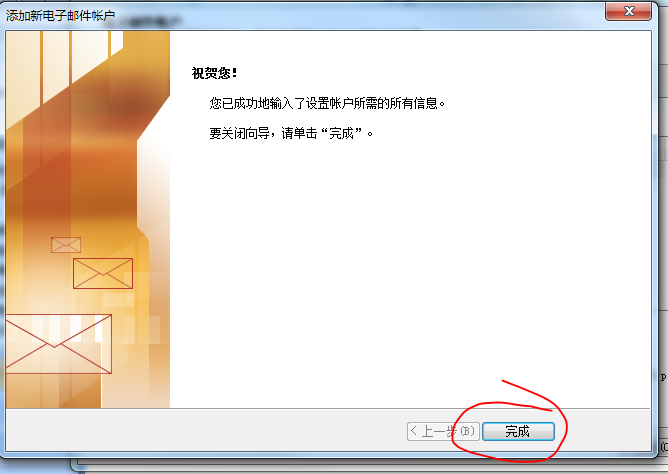 添加新电子邮件帐户
祝贺您!
您已成功地输入了设置帐户所需的所有信息。
要关闭向导，请单击“完成”。
< 上一步(B)
完成